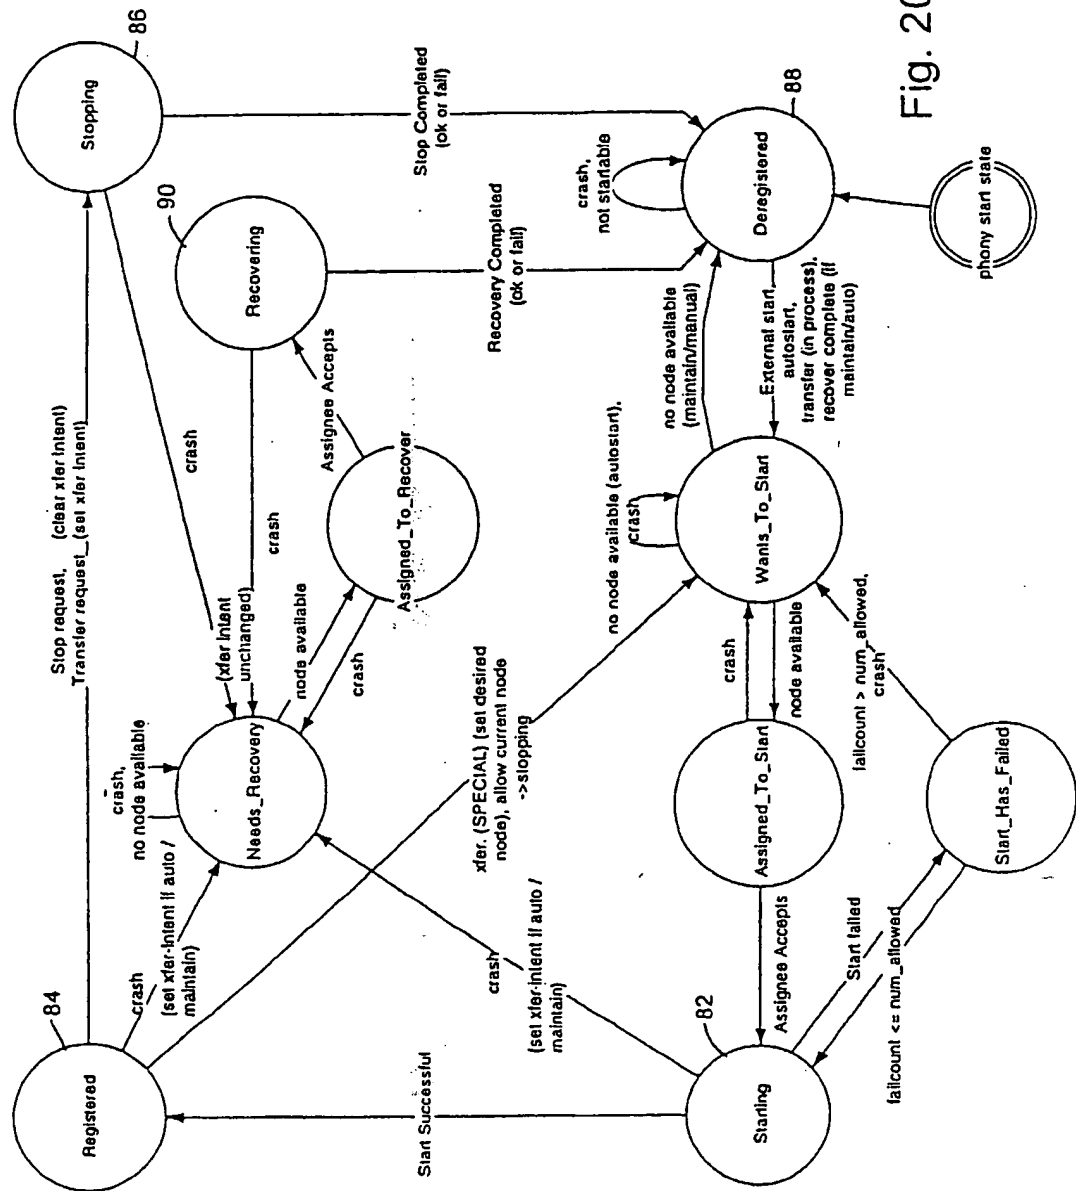 84
Registered
Stop request, (clear xfer intent)
Transfer request_(set xfer intent)
Stopping
86
crash
(set xfer-intent if auto /
maintain)
crash,
no node available
Needs_Recovery
(xfer intent
unchanged)
crash
crash
node available
crash
Assigned_To_Recover
Assignee Accepts
Recovering
90
Stop Completed
(ok or fail)
Recovery Completed
(ok or fail)
Start Successful
crash
(set xfer-intent if auto /
maintain)
xfer. (SPECIAL) (set desired
node), allow current node
->stopping
no node available (autostart),
crash
no node available
(maintain/manual)
crash,
not startable
82
Starting
Assignee Accepts
Assigned_To_Start
crash
node available
Wants_To_Start
External start,
autostart,
transfer (in process),
recover complete (if
maintain/auto)
Deregistered
88
Start failed
failcount <= num_allowed
Start_Has_Failed
failcount > num_allowed,
crash
phony start state
Fig. 20